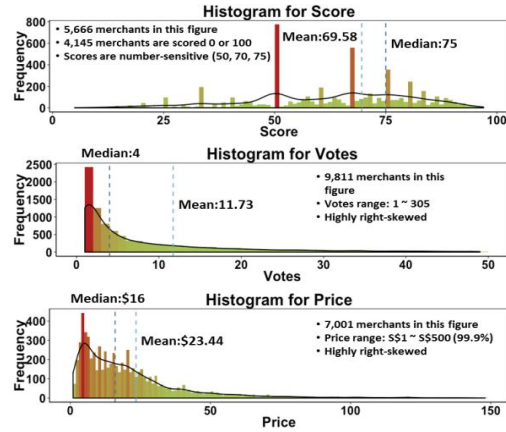 Histogram for Score
Frequency
800
600
400
200
0
• 5,666 merchants in this figure
• 4,145 merchants are scored 0 or 100
• Scores are number-sensitive (50, 70, 75)
Mean:69.58
Median:75
0
25
50
75
100
Score
Histogram for Votes
Frequency
2500
2000
1500
1000
500
0
Median:4
Mean:11.73
• 9,811 merchants in this
figure
• Votes range: 1 ~ 305
• Highly right-skewed
0
10
20
30
40
50
Votes
Histogram for Price
Frequency
400
300
200
100
0
Median:$16
Mean:$23.44
• 7,001 merchants in this figure
• Price range: S$1 ~ S$500 (99.9%)
• Highly right-skewed
0
50
100
150
Price